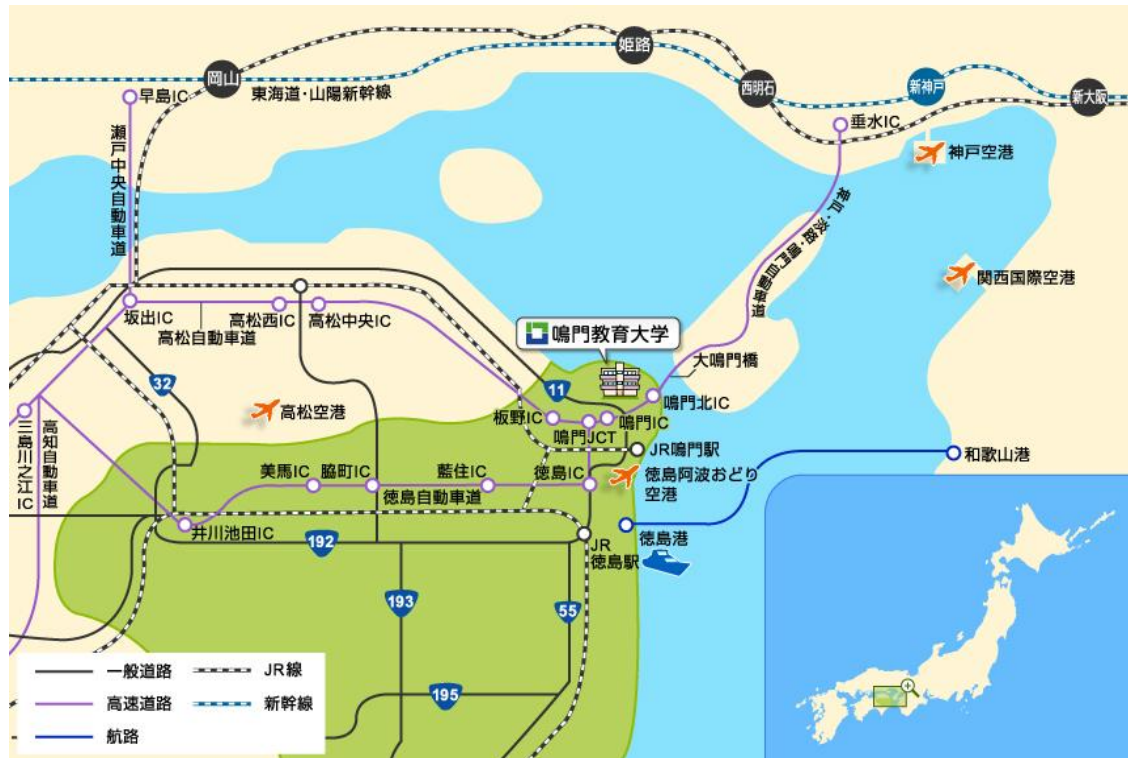 姫路
岡山
西明石
新神戸
新大阪
早島IC
東海道・山陽新幹線
垂水IC
神戸空港
瀬戸中央自動車道
神戸・淡路・鳴門自動車道
関西国際空港
坂出IC
高松西IC
高松中央IC
高松自動車道
鳴門教育大学
大鳴門橋
32
11
高松空港
鳴門北IC
板野IC
鳴門IC
鳴門JCT
三島川之江IC
高知自動車道
JR鳴門駅
和歌山港
美馬IC
脇町IC
藍住IC
徳島IC
徳島阿波おどり
空港
徳島自動車道
井川池田IC
192
徳島港
JR
徳島駅
193
55
195
一般道路
JR線
高速道路
新幹線
航路